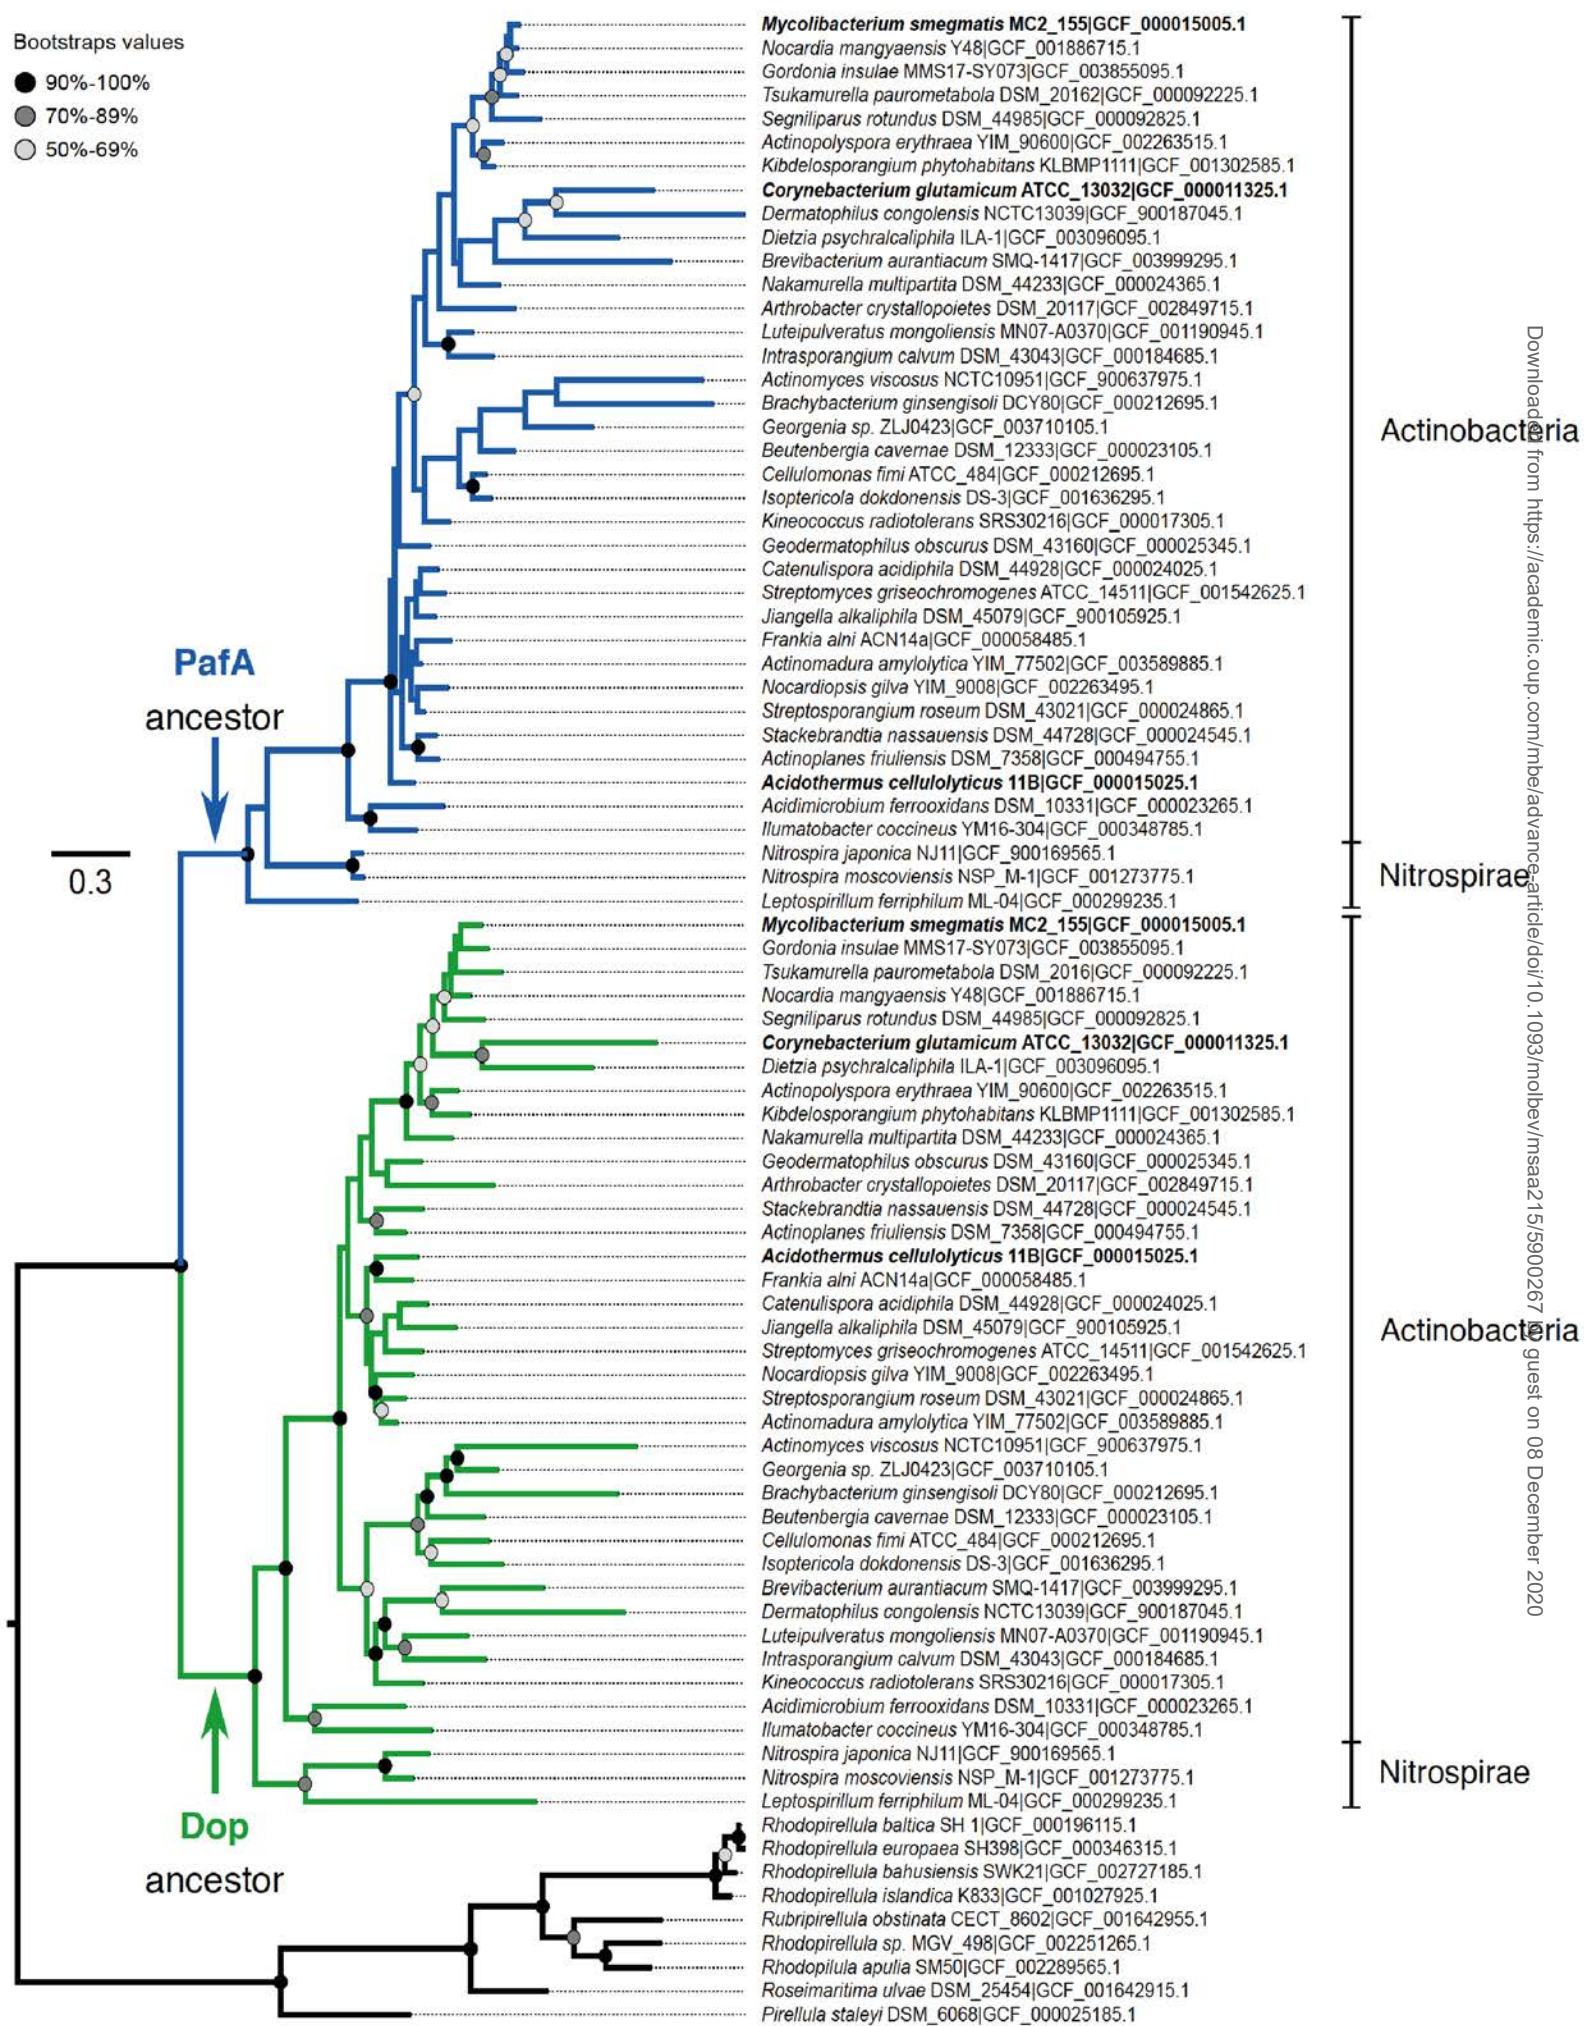 Bootstraps values
90%-100%
70%-89%
50%-69%
Mycolibacterium smegmatis MC2_155|GCF_000015005.1
Nocardia mangyaensis Y48|GCF_001886715.1
Gordonia insulae MMS17-SY073|GCF_003855095.1
Tsukamurella paurometabola DSM_20162|GCF_000092225.1
Segniliparus rotundus DSM_44985|GCF_000092825.1
Actinopolyspora erythraea YIM_90600|GCF_002263515.1
Kibdelosporangium phytohabitans KLBMP1111|GCF_001302585.1
Corynebacterium glutamicum ATCC_13032|GCF_000011325.1
Dermatophilus congolensis NCTC13039|GCF_900187045.1
Dietzia psychralcaliphila ILA-1|GCF_003096095.1
Brevibacterium aurantiacum SMQ-1417|GCF_003999295.1
Nakamurella multipartita DSM_44233|GCF_000024365.1
Arthrobacter crystallopoietes DSM_20117|GCF_002849715.1
Luteipulveratus mongoliensis MN07-A0370|GCF_001190945.1
Intrasporangium calvum DSM_43043|GCF_000184685.1
Actinomyces viscosus NCTC10951|GCF_900637975.1
Brachybacterium ginsengisoli DCY80|GCF_000212695.1
Georgenia sp. ZLJ0423|GCF_003710105.1
Beutenbergia cavernae DSM_12333|GCF_000023105.1
Cellulomonas fimi ATCC_484|GCF_000212695.1
Isoptericola dokdonensis DS-3|GCF_001636295.1
Kineococcus radiotolerans SRS30216|GCF_000017305.1
Geodermatophilus obscurus DSM_43160|GCF_000025345.1
Catenulispora acidiphila DSM_44928|GCF_000024025.1
Streptomyces griseochromogenes ATCC_14511|GCF_001542625.1
Jiangella alkaliphila DSM_45079|GCF_900105925.1
Frankia alni ACN14a|GCF_000058485.1
Actinomadura amylolytica YIM_77502|GCF_003589885.1
Nocardiopsis gilva YIM_9008|GCF_002263495.1
Streptosporangium roseum DSM_43021|GCF_000024865.1
Stackebrandtia nassauensis DSM_44728|GCF_000024545.1
Actinoplanes friuliensis DSM_7358|GCF_000494755.1
Acidothermus cellulolyticus 11B|GCF_000015025.1
Acidimicrobium ferrooxidans DSM_10331|GCF_000023265.1
Ilumatobacter coccineus YM16-304|GCF_000348785.1
Nitrospira japonica NJ11|GCF_900169565.1
Nitrospira moscoviensis NSP_M-1|GCF_001273775.1
Leptospirillum ferriphilum ML-04|GCF_000299235.1
Actinobacteria
Nitrospirae
PafA
ancestor
0.3
Mycolibacterium smegmatis MC2_155|GCF_000015005.1
Gordonia insulae MMS17-SY073|GCF_003855095.1
Tsukamurella paurometabola DSM_2016|GCF_000092225.1
Nocardia mangyaensis Y48|GCF_001886715.1
Segniliparus rotundus DSM_44985|GCF_000092825.1
Corynebacterium glutamicum ATCC_13032|GCF_000011325.1
Dietzia psychralcaliphila ILA-1|GCF_003096095.1
Actinopolyspora erythraea YIM_90600|GCF_002263515.1
Kibdelosporangium phytohabitans KLBMP1111|GCF_001302585.1
Nakamurella multipartita DSM_44233|GCF_000024365.1
Geodermatophilus obscurus DSM_43160|GCF_000025345.1
Arthrobacter crystallopoietes DSM_20117|GCF_002849715.1
Stackebrandtia nassauensis DSM_44728|GCF_000024545.1
Actinoplanes friuliensis DSM_7358|GCF_000494755.1
Acidothermus cellulolyticus 11B|GCF_000015025.1
Frankia alni ACN14a|GCF_000058485.1
Catenulispora acidiphila DSM_44928|GCF_000024025.1
Jiangella alkaliphila DSM_45079|GCF_900105925.1
Streptomyces griseochromogenes ATCC_14511|GCF_001542625.1
Nocardiopsis gilva YIM_9008|GCF_002263495.1
Streptosporangium roseum DSM_43021|GCF_000024865.1
Actinomadura amylolytica YIM_77502|GCF_003589885.1
Actinomyces viscosus NCTC10951|GCF_900637975.1
Georgenia sp. ZLJ0423|GCF_003710105.1
Brachybacterium ginsengisoli DCY80|GCF_000212695.1
Beutenbergia cavernae DSM_12333|GCF_000023105.1
Cellulomonas fimi ATCC_484|GCF_000212695.1
Isoptericola dokdonensis DS-3|GCF_001636295.1
Brevibacterium aurantiacum SMQ-1417|GCF_003999295.1
Dermatophilus congolensis NCTC13039|GCF_900187045.1
Luteipulveratus mongoliensis MN07-A0370|GCF_001190945.1
Intrasporangium calvum DSM_43043|GCF_000184685.1
Kineococcus radiotolerans SRS30216|GCF_000017305.1
Acidimicrobium ferrooxidans DSM_10331|GCF_000023265.1
Ilumatobacter coccineus YM16-304|GCF_000348785.1
Nitrospira japonica NJ11|GCF_900169565.1
Nitrospira moscoviensis NSP_M-1|GCF_001273775.1
Leptospirillum ferriphilum ML-04|GCF_000299235.1
Actinobacteria
Nitrospirae
Dop
ancestor
Rhodopirellula baltica SH 1|GCF_000196115.1
Rhodopirellula europaea SH398|GCF_000346315.1
Rhodopirellula bahusiensis SWK21|GCF_002727185.1
Rhodopirellula islandica K833|GCF_001027925.1
Rubripirellula obstinata CECT_8602|GCF_001642955.1
Rhodopirellula sp. MGV_498|GCF_002251265.1
Rhodopilula apulia SM50|GCF_002289565.1
Roseimaritima ulvae DSM_25454|GCF_001642915.1
Pirellula staleyi DSM_6068|GCF_000025185.1
Downloaded from https://academic.oup.com/mbe/advance-article/doi/10.1093/molbev/msaa215/5900267 by guest on 08 December 2020